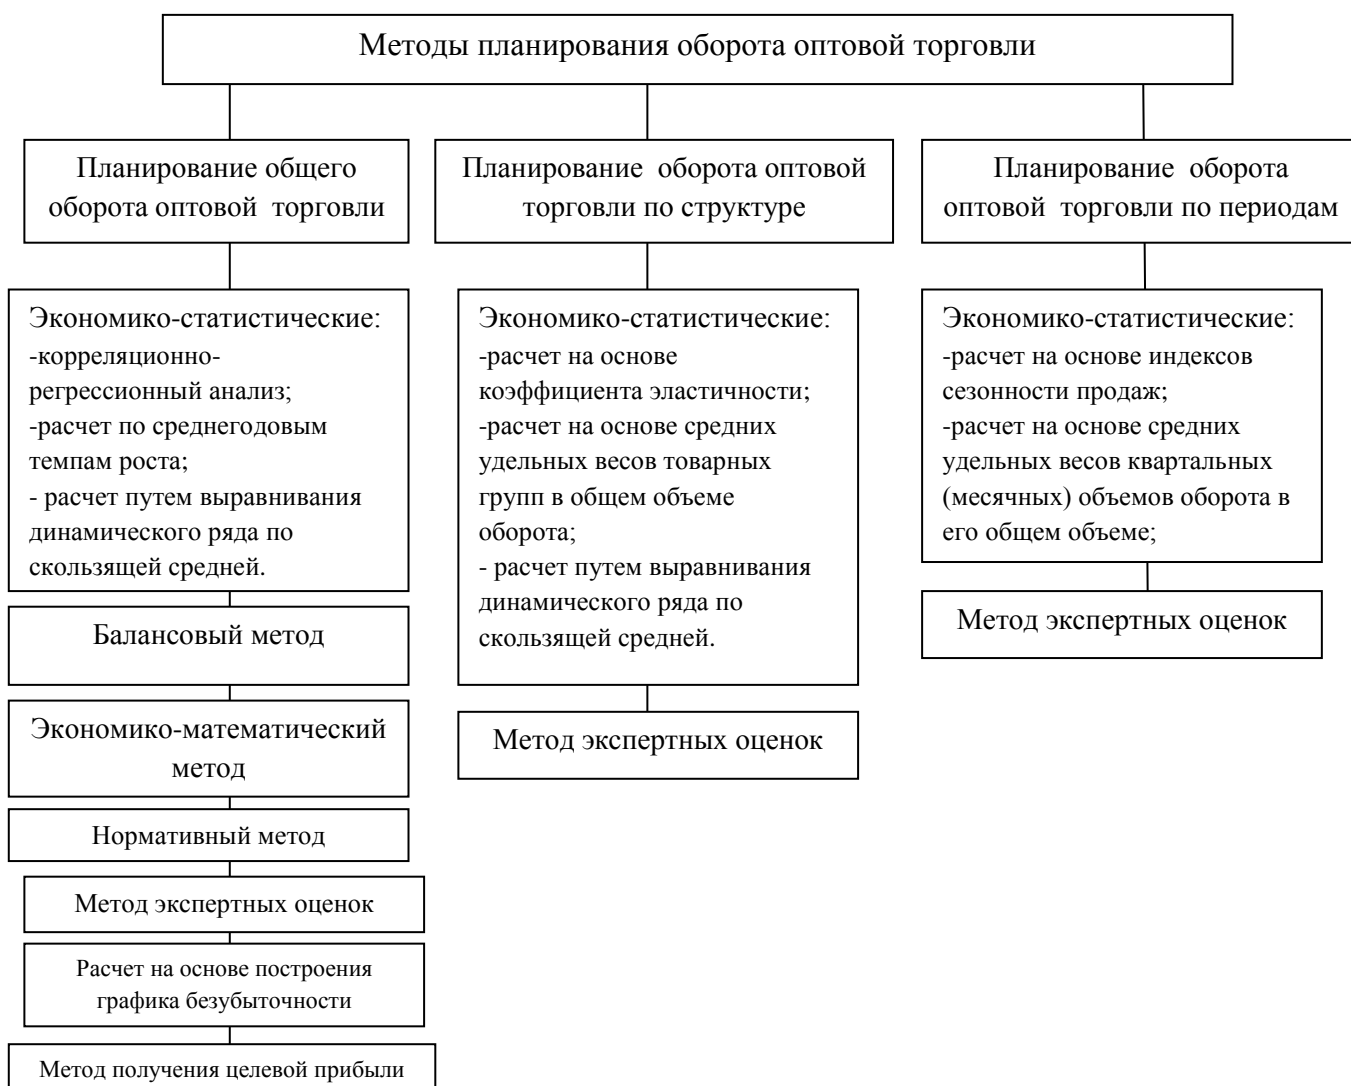 Методы планирования оборота оптовой торговли
Планирование общего
оборота оптовой торговли
Экономико-статистические:
-корреляционно-
регрессионный анализ;
-расчет по среднегодовым
темпам роста;
- расчет путем выравнивания
динамического ряда по
скользящей средней.
Балансовый метод
Экономико-математический
метод
Нормативный метод
Метод экспертных оценок
Расчет на основе построения
графика безубыточности
Метод получения целевой прибыли
Планирование оборота оптовой
торговли по структуре
Экономико-статистические:
-расчет на основе
коэффициента эластичности;
-расчет на основе средних
удельных весов товарных
групп в общем объеме
оборота;
- расчет путем выравнивания
динамического ряда по
скользящей средней.
Метод экспертных оценок
Планирование оборота
оптовой торговли по периодам
Экономико-статистические:
-расчет на основе индексов
сезонности продаж;
-расчет на основе средних
удельных весов квартальных
(месячных) объемов оборота в
его общем объеме;
Метод экспертных оценок